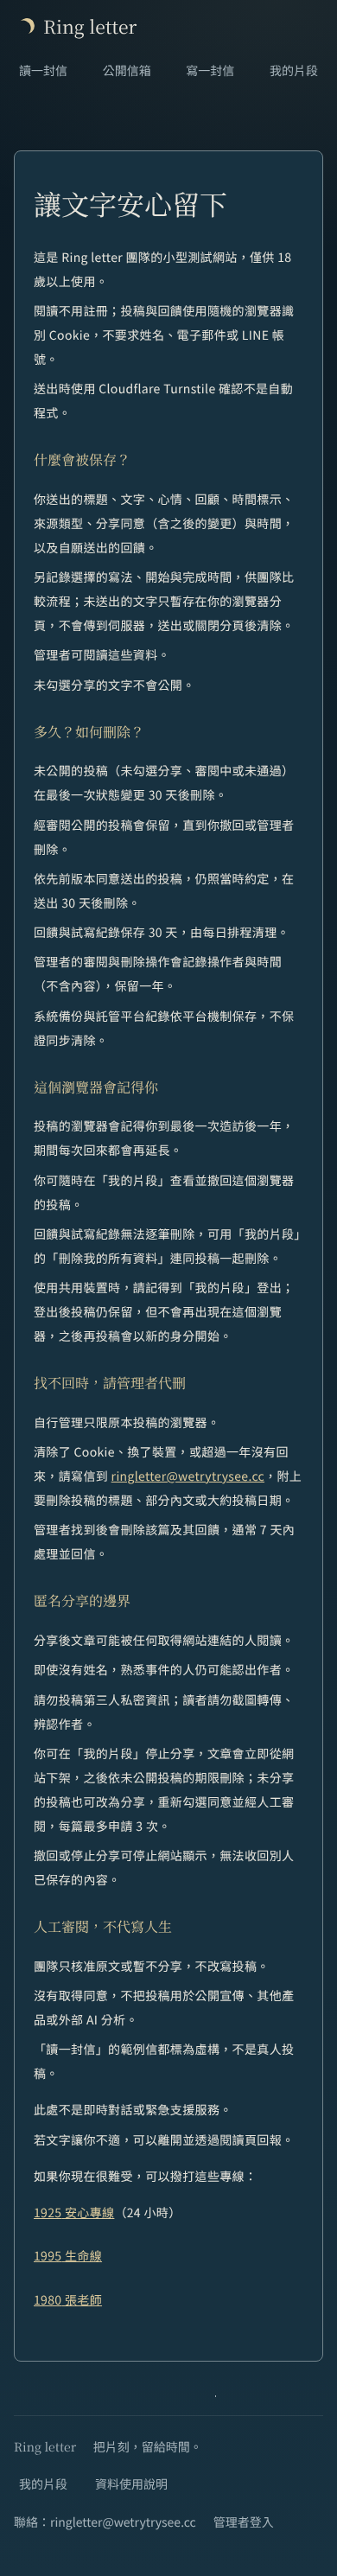 Ring letter
讀一封信 公開信箱 寫一封信 我的片段
讓文字安心留下
這是 Ring letter 團隊的小型測試網站，僅供 18
歲以上使用。
閱讀不用註冊；投稿與回饋使用隨機的瀏覽器識
別 Cookie，不要求姓名、電子郵件或 LINE 帳
號。
送出時使用 Cloudflare Turnstile 確認不是自動
程式。
什麼會被保存？
你送出的標題、文字、心情、回顧、時間標示、
來源類型、分享同意（含之後的變更）與時間，
以及自願送出的回饋。
另記錄選擇的寫法、開始與完成時間，供團隊比
較流程；未送出的文字只暫存在你的瀏覽器分
頁，不會傳到伺服器，送出或關閉分頁後清除。
管理者可閱讀這些資料。
未勾選分享的文字不會公開。
多久？如何刪除？
未公開的投稿（未勾選分享、審閱中或未通過）
在最後一次狀態變更 30 天後刪除。
經審閱公開的投稿會保留，直到你撤回或管理者
刪除。
依先前版本同意送出的投稿，仍照當時約定，在
送出 30 天後刪除。
回饋與試寫紀錄保存 30 天，由每日排程清理。
管理者的審閱與刪除操作會記錄操作者與時間
（不含內容），保留一年。
系統備份與託管平台紀錄依平台機制保存，不保
證同步清除。
這個瀏覽器會記得你
投稿的瀏覽器會記得你到最後一次造訪後一年，
期間每次回來都會再延長。
你可隨時在「我的片段」查看並撤回這個瀏覽器
的投稿。
回饋與試寫紀錄無法逐筆刪除，可用「我的片段」
的「刪除我的所有資料」連同投稿一起刪除。
使用共用裝置時，請記得到「我的片段」登出；
登出後投稿仍保留，但不會再出現在這個瀏覽
器，之後再投稿會以新的身分開始。
找不回時，請管理者代刪
自行管理只限原本投稿的瀏覽器。
清除了 Cookie、換了裝置，或超過一年沒有回
來，請寫信到 ringletter@wetrytrysee.cc，附上
要刪除投稿的標題、部分內文或大約投稿日期。
管理者找到後會刪除該篇及其回饋，通常 7 天內
處理並回信。
匿名分享的邊界
分享後文章可能被任何取得網站連結的人閱讀。
即使沒有姓名，熟悉事件的人仍可能認出作者。
請勿投稿第三人私密資訊；讀者請勿截圖轉傳、
辨認作者。
你可在「我的片段」停止分享，文章會立即從網
站下架，之後依未公開投稿的期限刪除；未分享
的投稿也可改為分享，重新勾選同意並經人工審
閱，每篇最多申請 3 次。
撤回或停止分享可停止網站顯示，無法收回別人
已保存的內容。
人工審閱，不代寫人生
團隊只核准原文或暫不分享，不改寫投稿。
沒有取得同意，不把投稿用於公開宣傳、其他產
品或外部 AI 分析。
「讀一封信」的範例信都標為虛構，不是真人投
稿。
此處不是即時對話或緊急支援服務。
若文字讓你不適，可以離開並透過閱讀頁回報。
如果你現在很難受，可以撥打這些專線：
1925 安心專線（24 小時）
1995 生命線
1980 張老師
Ring letter 把片刻，留給時間。
我的片段 資料使用說明
聯絡：ringletter@wetrytrysee.cc 管理者登入